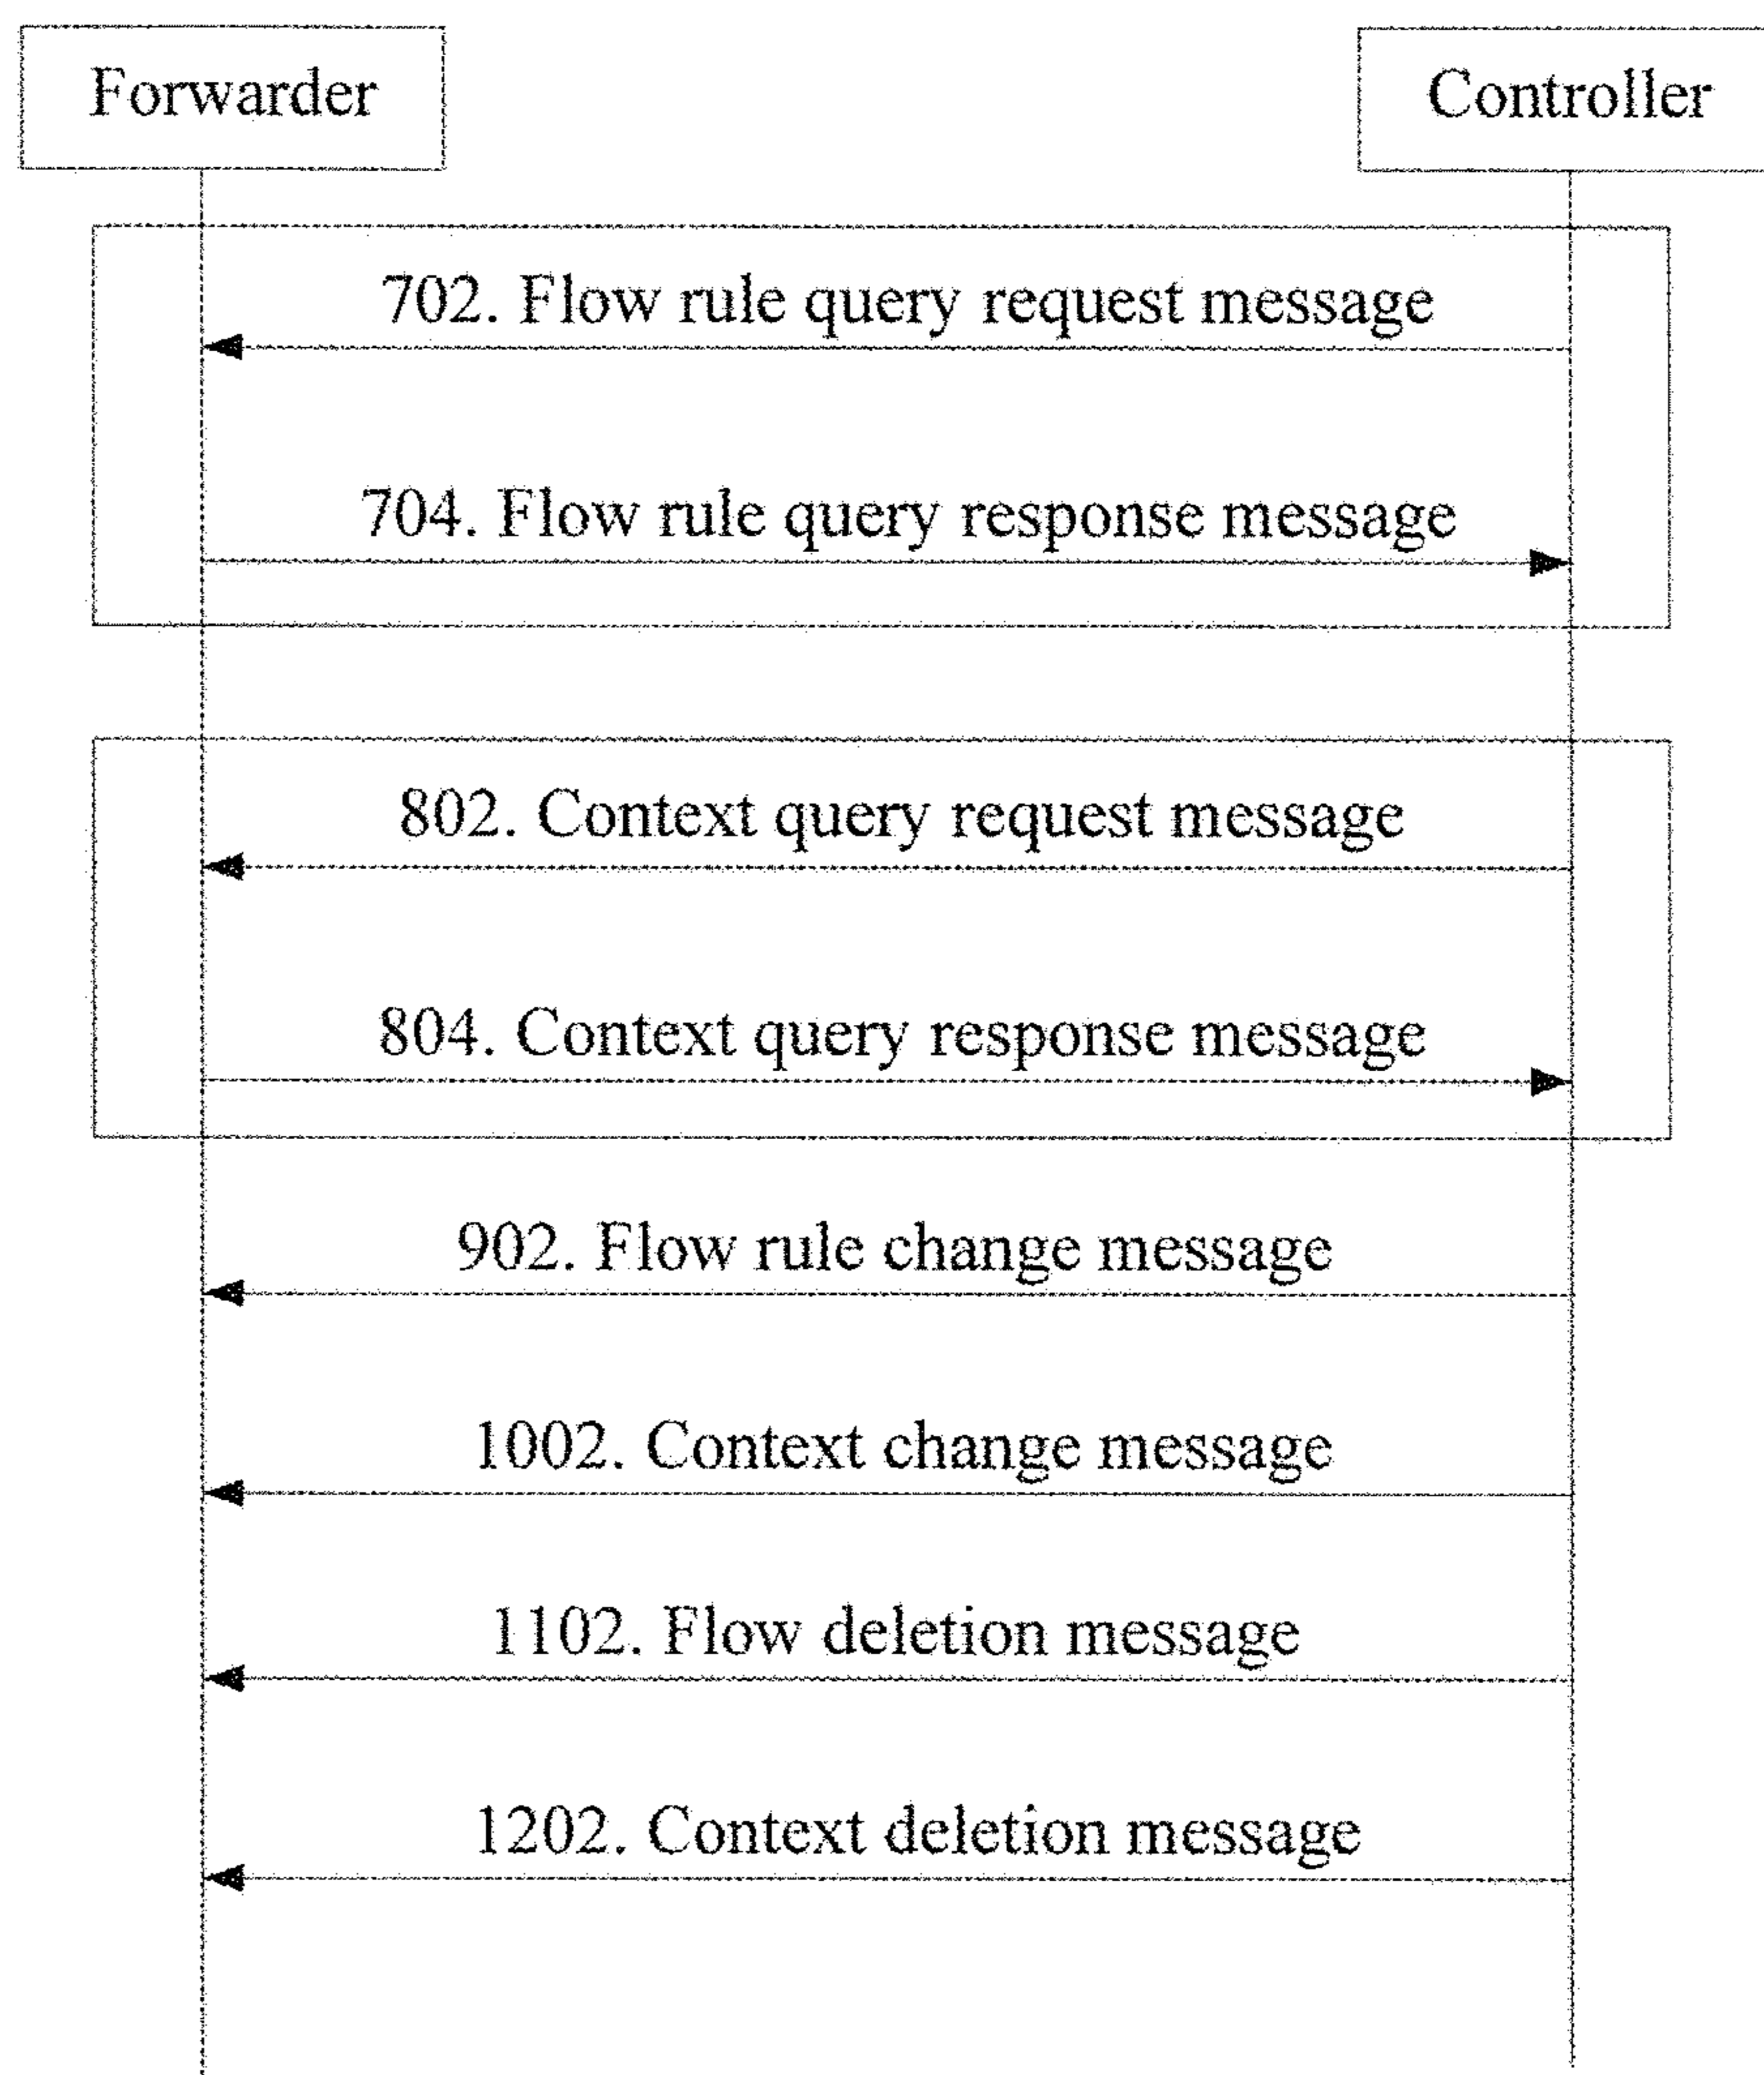 Forwarder
Controller
702. Flow rule query request message
704. Flow rule query response message
802. Context query request message
804. Context query response message
902. Flow rule change message
1002. Context change message
1102. Flow deletion message
1202. Context deletion message